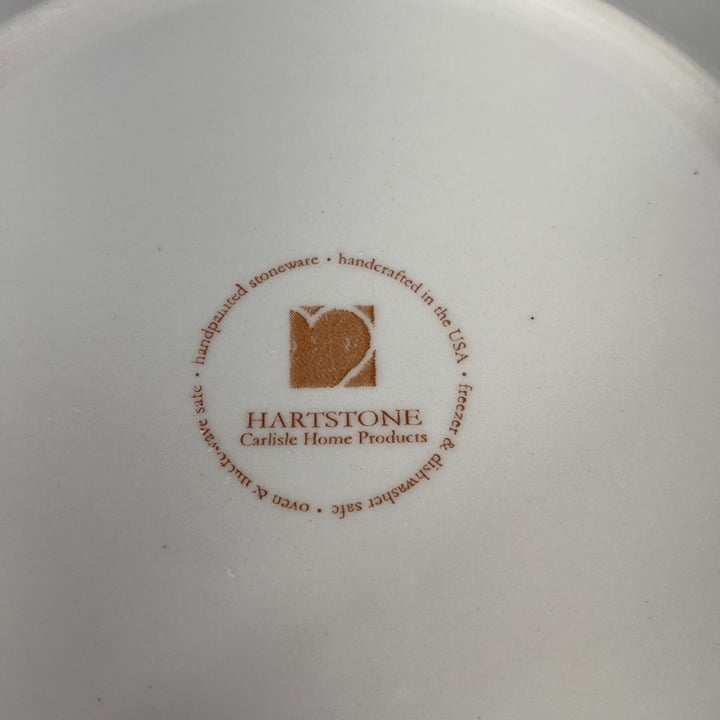 handpainted stoneware • handcrafted in the USA • freezer & dishwasher safe • oven & microwave safe •
HARTSTONE
Carlisle Home Products